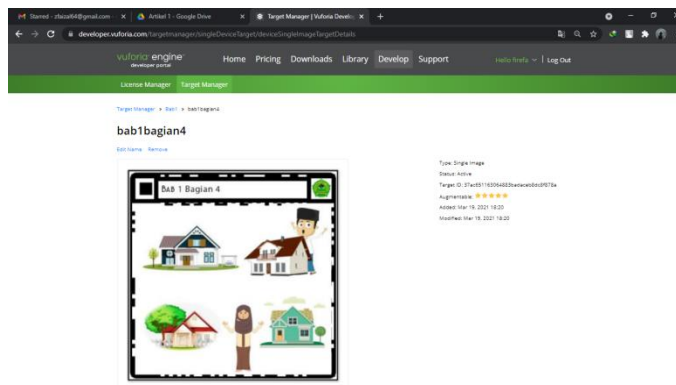 Starred - zfaizal64@gmail.com -
Artikel 1 - Google Drive
Target Manager | Vuforia Develo
developer.vuforia.com/targetmanager/singleDeviceTarget/deviceSingleImageTargetDetails
vuforia engine
developer portal
Home Pricing Downloads Library Develop Support
Log Out
License Manager Target Manager
Target Manager > Bab1 > bab1bagian4
bab1bagian4
Edit Name Remove
BAB 1 Bagian 4
Type: Single Image
Status: Active
Target ID:
Augmentable:
Added: Mar 19, 2021 18:20
Modified: Mar 19, 2021 18:20